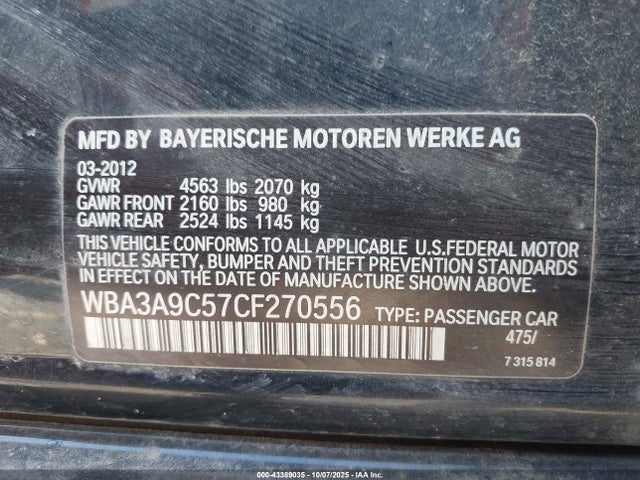 MFD BY BAYERISCHE MOTOREN WERKE AG
03-2012
GVWR 4563 lbs 2070 kg
GAWR FRONT 2160 lbs 980 kg
GAWR REAR 2524 lbs 1145 kg
THIS VEHICLE CONFORMS TO ALL APPLICABLE U.S.FEDERAL MOTOR
VEHICLE SAFETY, BUMPER AND THEFT PREVENTION STANDARDS
IN EFFECT ON THE DATE OF MANUFACTURE SHOWN ABOVE.
WBA3A9C57CF270556 TYPE: PASSENGER CAR
475/
7 315 814
000-43389035 - 10/07/2025 - IAA Inc.